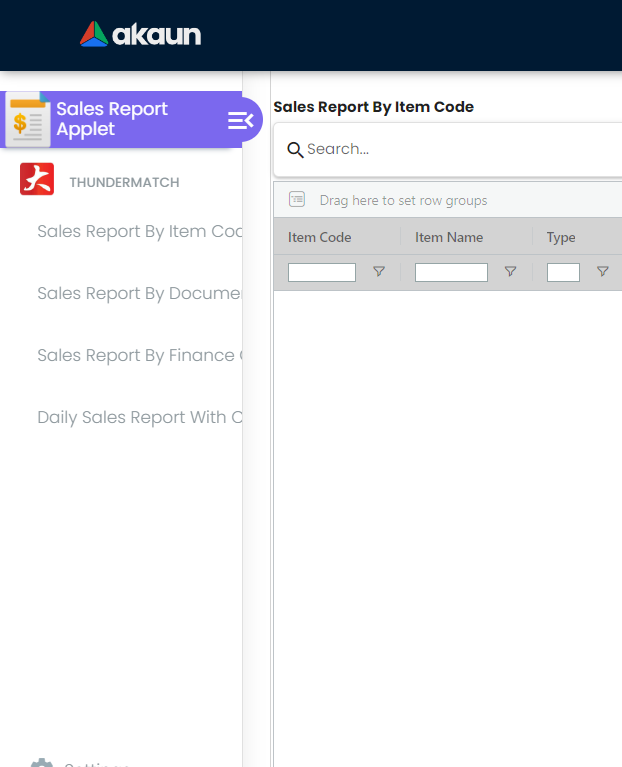 akaun
Sales Report
Applet
THUNDERMATCH
Sales Report By Item Coc
Sales Report By Docume
Sales Report By Finance
Daily Sales Report With C
Settings
Sales Report By Item Code
Search...
Drag here to set row groups
Item Code Item Name Type